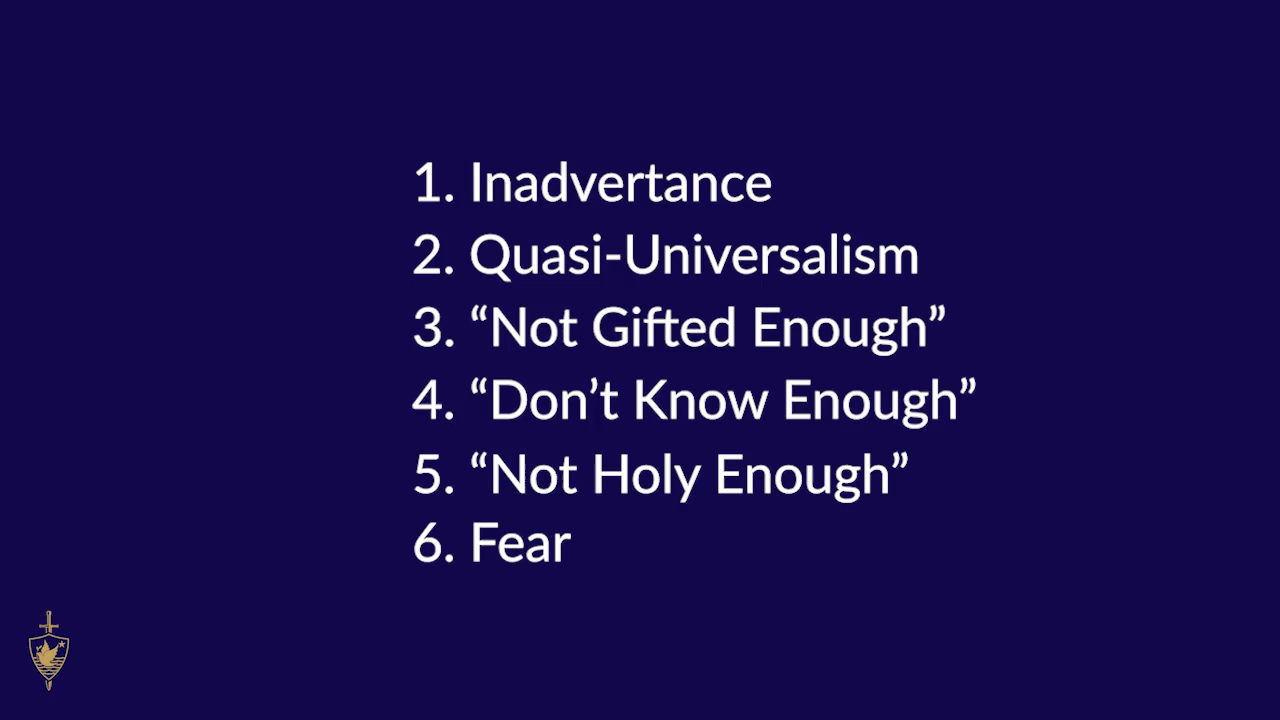 1. Inadvertance
2. Quasi-Universalism
3. “Not Gifted Enough”
4. “Don’t Know Enough”
5. “Not Holy Enough”
6. Fear